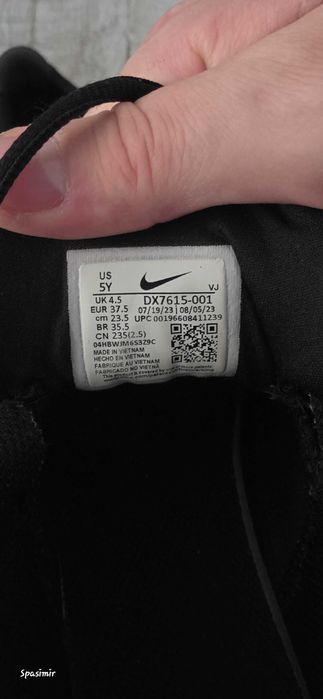 US
5Y
VJ
UK 4.5 DX7615-001
EUR 37.5 07/19/23 | 08/05/23
cm 23.5 UPC 00196608411239
BR 35.5
CN 235(2.5)
04HBWJM6S3Z9C
MADE IN VIETNAM
HECHO EN VIETNAM
FABRIQUE AU VIETNAM
FABRICADO NO VIETNÃ
Spasimir